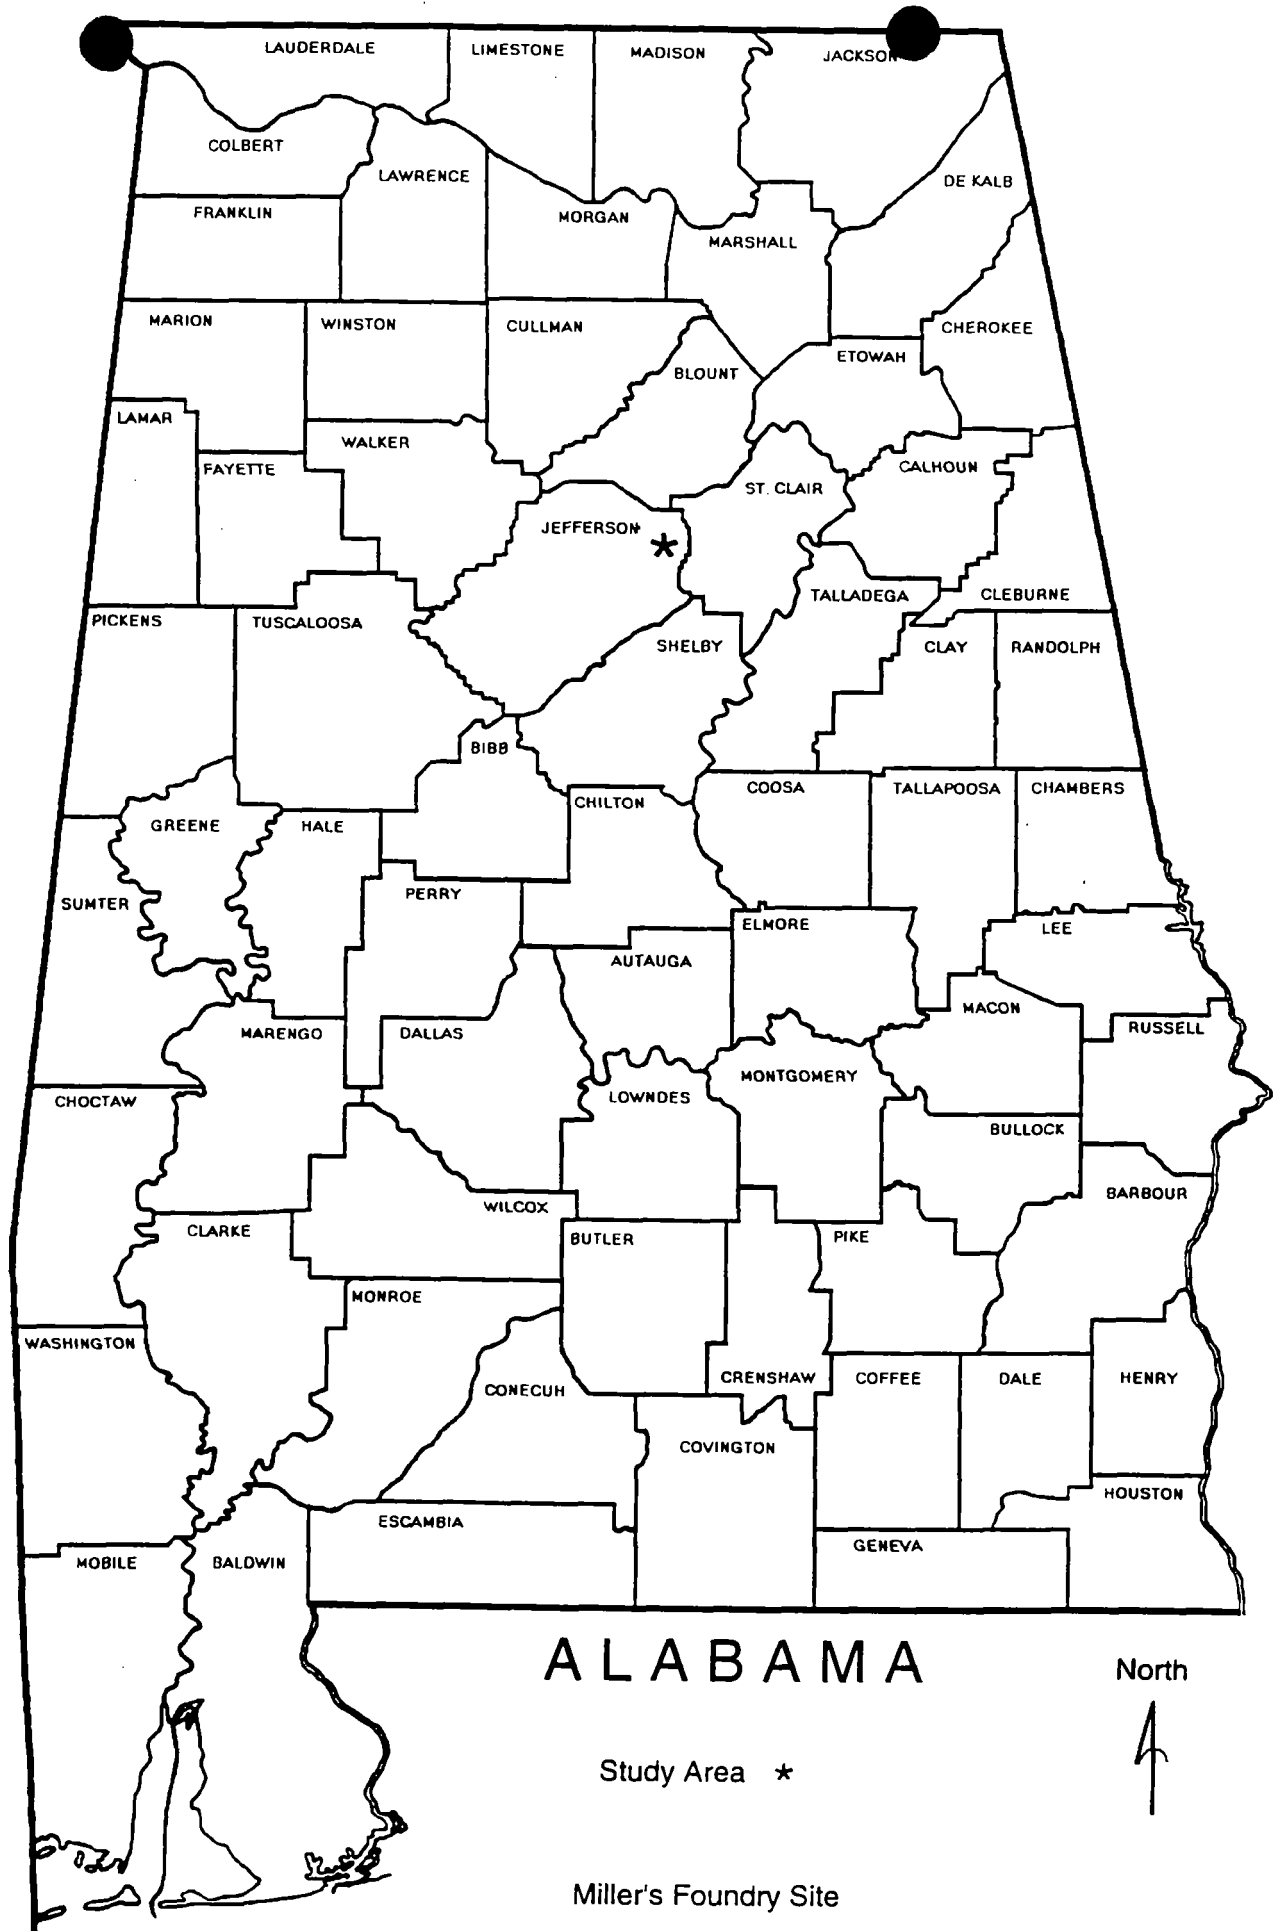 LAUDERDALE
LIMESTONE
MADISON
JACKSON
COLBERT
LAWRENCE
DE KALB
FRANKLIN
MORGAN
MARSHALL
MARION
WINSTON
CULLMAN
CHEROKEE
ETOWAH
BLOUNT
LAMAR
WALKER
FAYETTE
CALHOUN
ST. CLAIR
JEFFERSON
*
TALLADEGA
CLEBURNE
PICKENS
TUSCALOOSA
SHELBY
CLAY
RANDOLPH
BIBB
COOSA
TALLAPOOSA
CHAMBERS
CHILTON
GREENE
HALE
PERRY
SUMTER
ELMORE
LEE
AUTAUGA
MACON
MARENGO
DALLAS
RUSSELL
MONTGOMERY
CHOCTAW
LOWNDES
BULLOCK
BARBOUR
WILCOX
CLARKE
BUTLER
PIKE
MONROE
WASHINGTON
CRENSHAW
COFFEE
DALE
HENRY
CONECUH
COVINGTON
HOUSTON
ESCAMBIA
GENEVA
MOBILE
BALDWIN
ALABAMA
North
Study Area *
Miller's Foundry Site